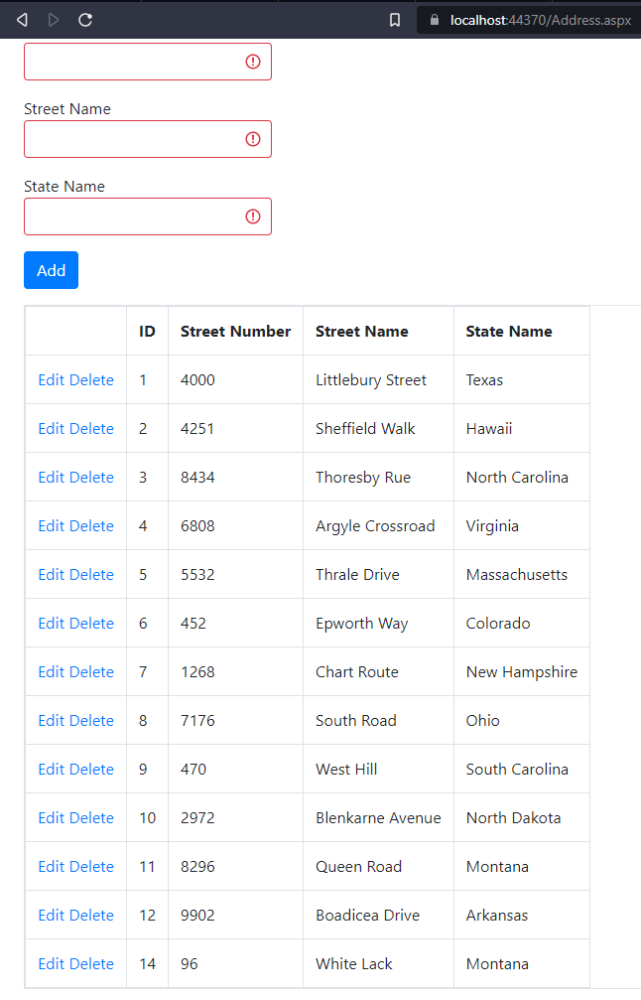 localhost:44370/Address.aspx
Street Name
State Name
Add
ID Street Number Street Name State Name
Edit Delete 1 4000 Littlebury Street Texas
Edit Delete 2 4251 Sheffield Walk Hawaii
Edit Delete 3 8434 Thoresby Rue North Carolina
Edit Delete 4 6808 Argyle Crossroad Virginia
Edit Delete 5 5532 Thrale Drive Massachusetts
Edit Delete 6 452 Epworth Way Colorado
Edit Delete 7 1268 Chart Route New Hampshire
Edit Delete 8 7176 South Road Ohio
Edit Delete 9 470 West Hill South Carolina
Edit Delete 10 2972 Blenkarne Avenue North Dakota
Edit Delete 11 8296 Queen Road Montana
Edit Delete 12 9902 Boadicea Drive Arkansas
Edit Delete 14 96 White Lack Montana